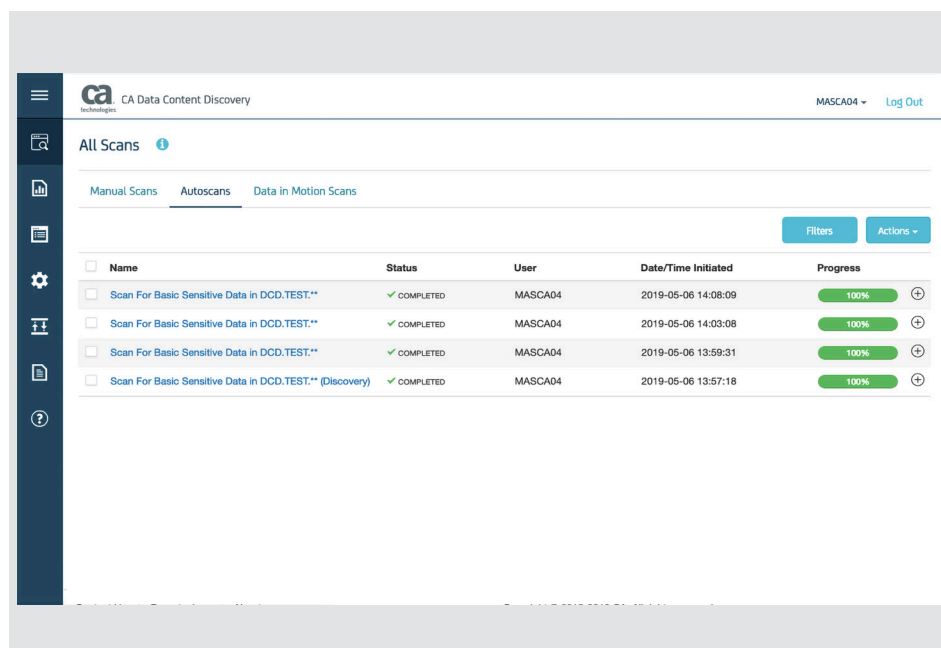 ca technologies CA Data Content Discovery MASCA04 Log Out
All Scans
Manual Scans Autoscans Data in Motion Scans
Filters Actions
Name Status User Date/Time Initiated Progress
Scan For Basic Sensitive Data in DCD.TEST.** COMPLETED MASCA04 2019-05-06 14:08:09 100%
Scan For Basic Sensitive Data in DCD.TEST.** COMPLETED MASCA04 2019-05-06 14:03:08 100%
Scan For Basic Sensitive Data in DCD.TEST.** COMPLETED MASCA04 2019-05-06 13:59:31 100%
Scan For Basic Sensitive Data in DCD.TEST.** (Discovery) COMPLETED MASCA04 2019-05-06 13:57:18 100%